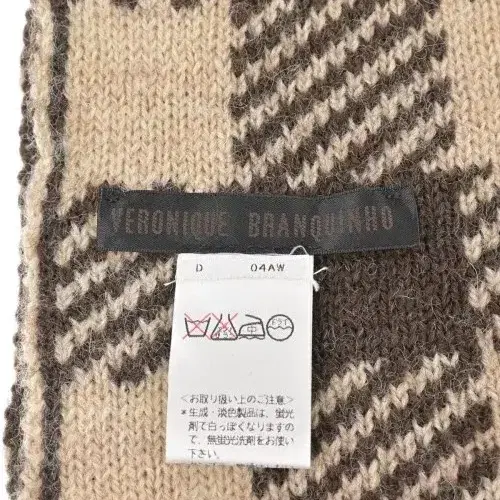 VERONIQUE BRANQUINHO
D 04AW
<お取り扱い上のご注意>
*生成・淡色製品は、蛍光
剤で白っぽくなりますの
で、無蛍光洗剤をお使い
下さい。